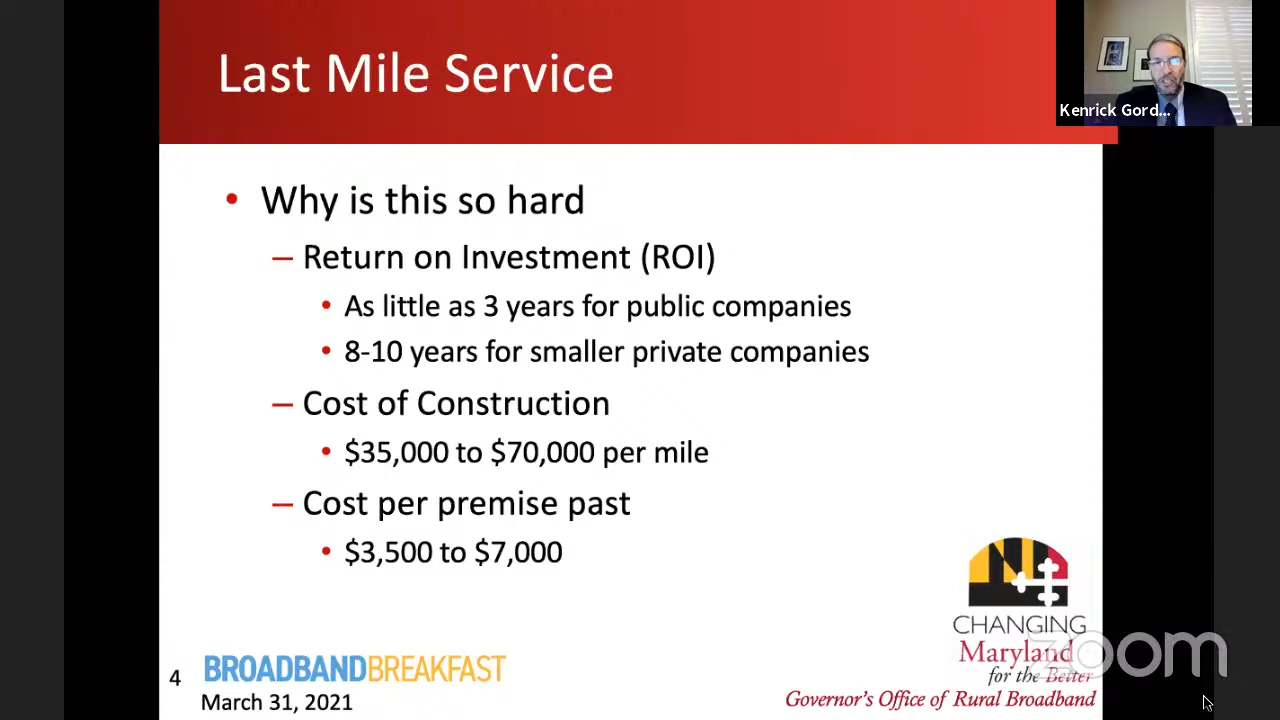 Last Mile Service
Kenrick Gord...
• Why is this so hard
– Return on Investment (ROI)
• As little as 3 years for public companies
• 8-10 years for smaller private companies
– Cost of Construction
• $35,000 to $70,000 per mile
– Cost per premise past
• $3,500 to $7,000
CHANGING
Maryland
for the Better
zoom
Governor's Office of Rural Broadband
4
BROADBANDBREAKFAST
March 31, 2021